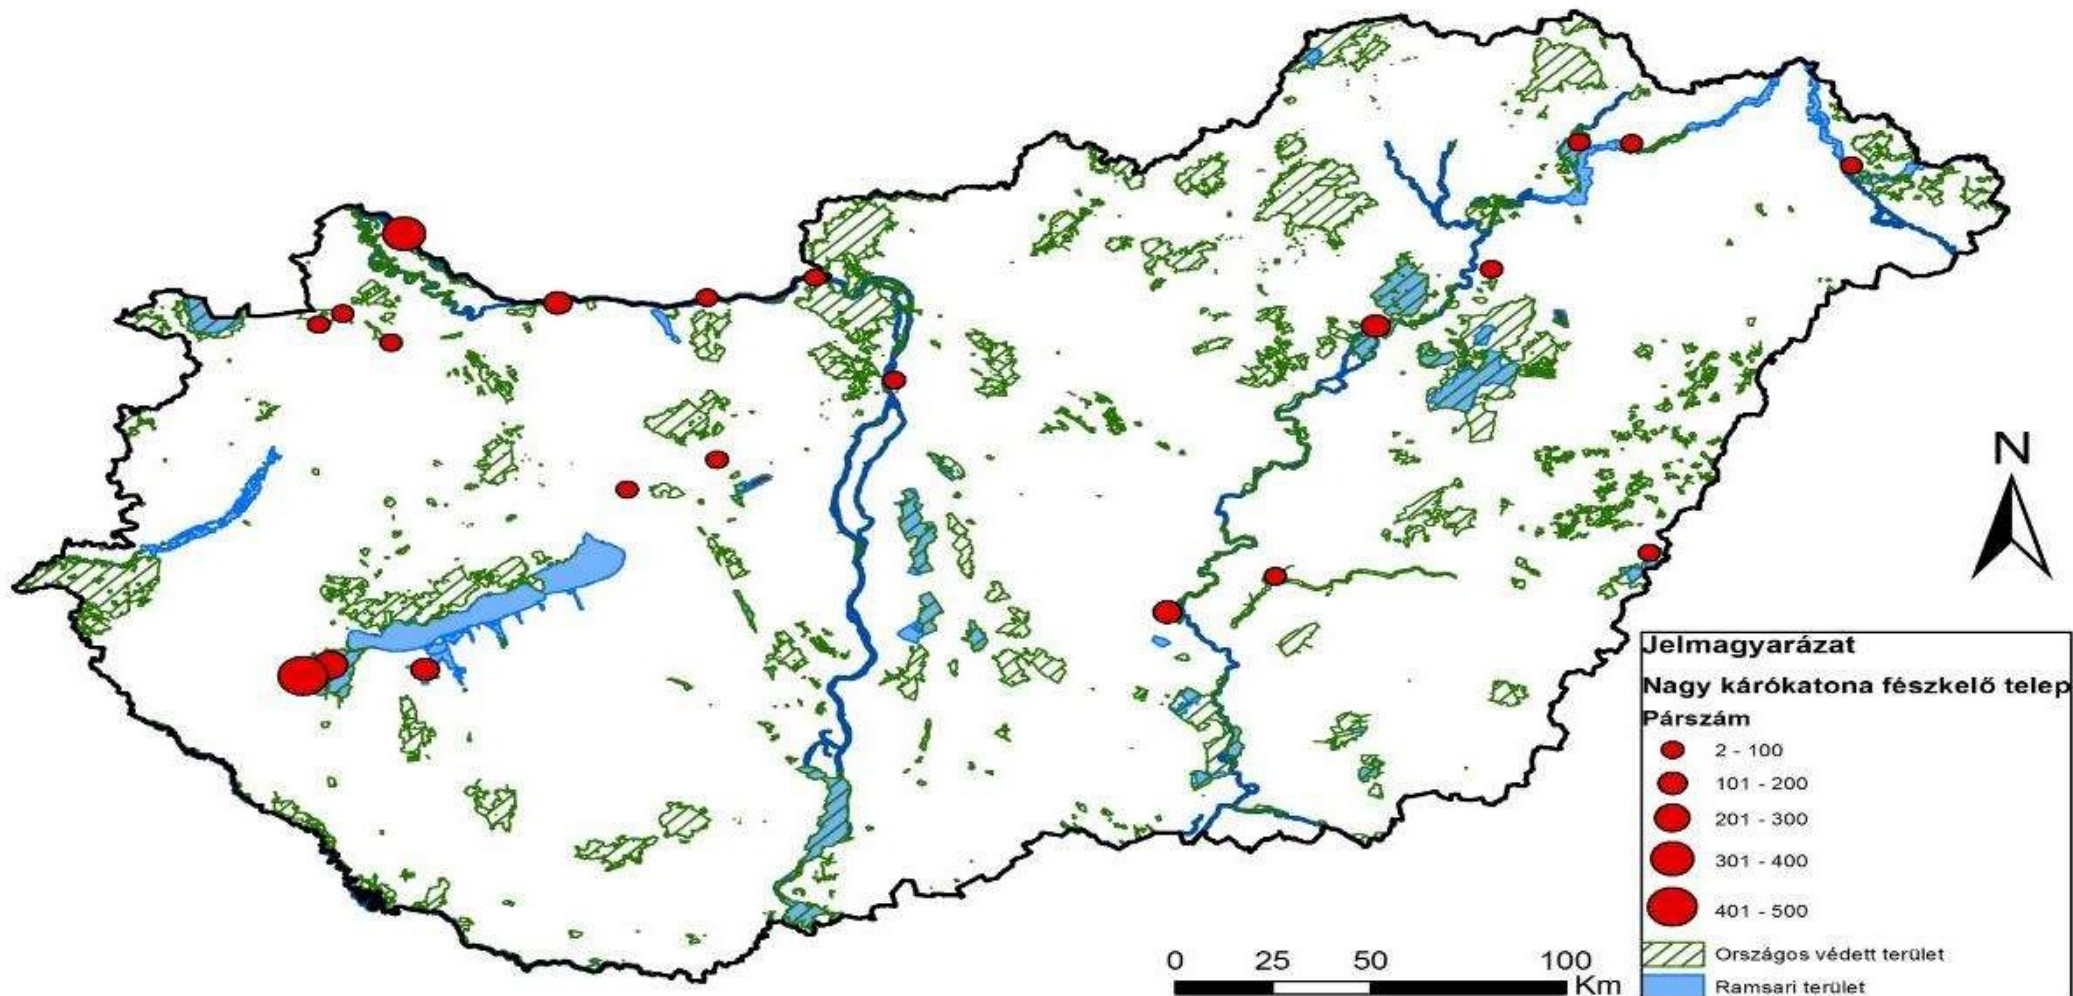 N
Jelmagyarázat
Nagy kárókatona fészkelő telep
Párszám
2 - 100
101 - 200
201 - 300
301 - 400
401 - 500
Országos védett terület
Ramsari terület
0 25 50 100
Km